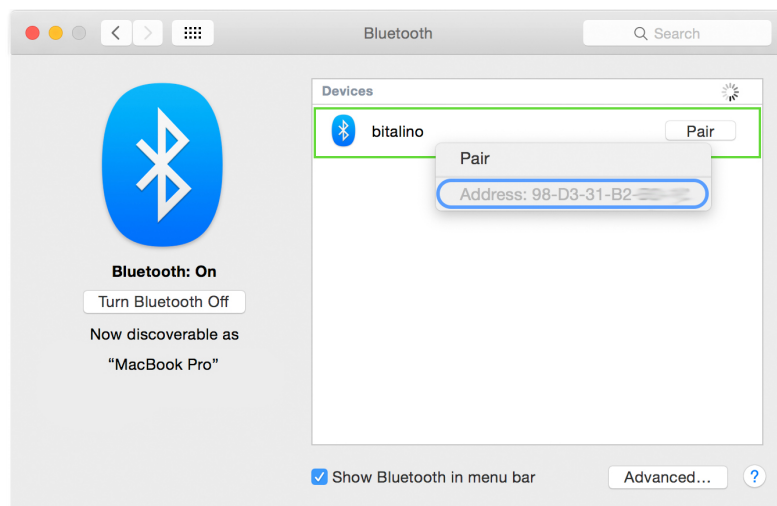 Bluetooth
Search
Devices
bitalino
Pair
Pair
Address: 98-D3-31-B2-
Bluetooth: On
Turn Bluetooth Off
Now discoverable as
“MacBook Pro”
Show Bluetooth in menu bar
Advanced...
?